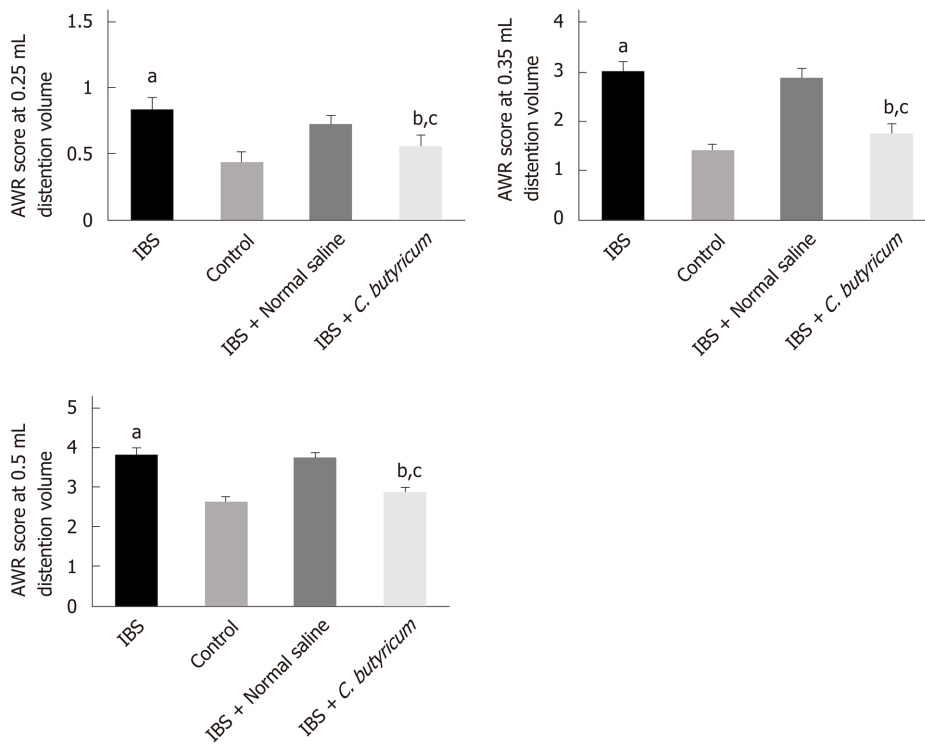 AWR score at 0.25 mL
distention volume
1.5
1
0.5
0
a
b,c
IBS
Control
IBS + Normal saline
IBS + C. butyricum
AWR score at 0.35 mL
distention volume
4
3
2
1
0
a
b,c
IBS
Control
IBS + Normal saline
IBS + C. butyricum
AWR score at 0.5 mL
distention volume
5
4
3
2
1
0
a
b,c
IBS
Control
IBS + Normal saline
IBS + C. butyricum